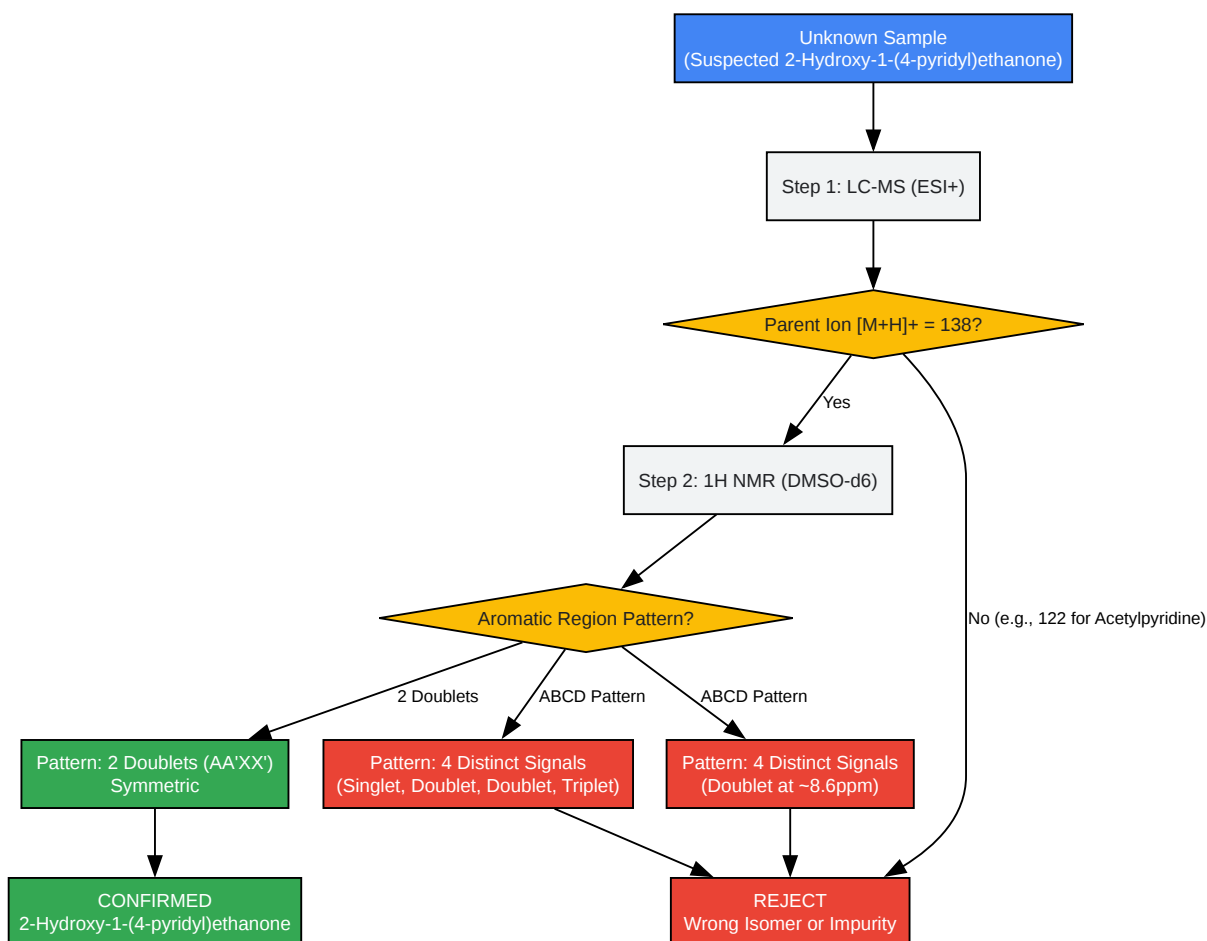 Unknown Sample
(Suspected 2-Hydroxy-1-(4-pyridyl)ethanone)
Step 1: LC-MS (ESI+)
Parent Ion [M+H]+ = 138?
Yes
Step 2: 1H NMR (DMSO-d6)
No (e.g., 122 for Acetylpyridine)
Aromatic Region Pattern?
2 Doublets
ABCD Pattern
ABCD Pattern
Pattern: 2 Doublets (AA'XX')
Symmetric
Pattern: 4 Distinct Signals
(Singlet, Doublet, Doublet, Triplet)
Pattern: 4 Distinct Signals
(Doublet at ~8.6ppm)
CONFIRMED
2-Hydroxy-1-(4-pyridyl)ethanone
REJECT
Wrong Isomer or Impurity